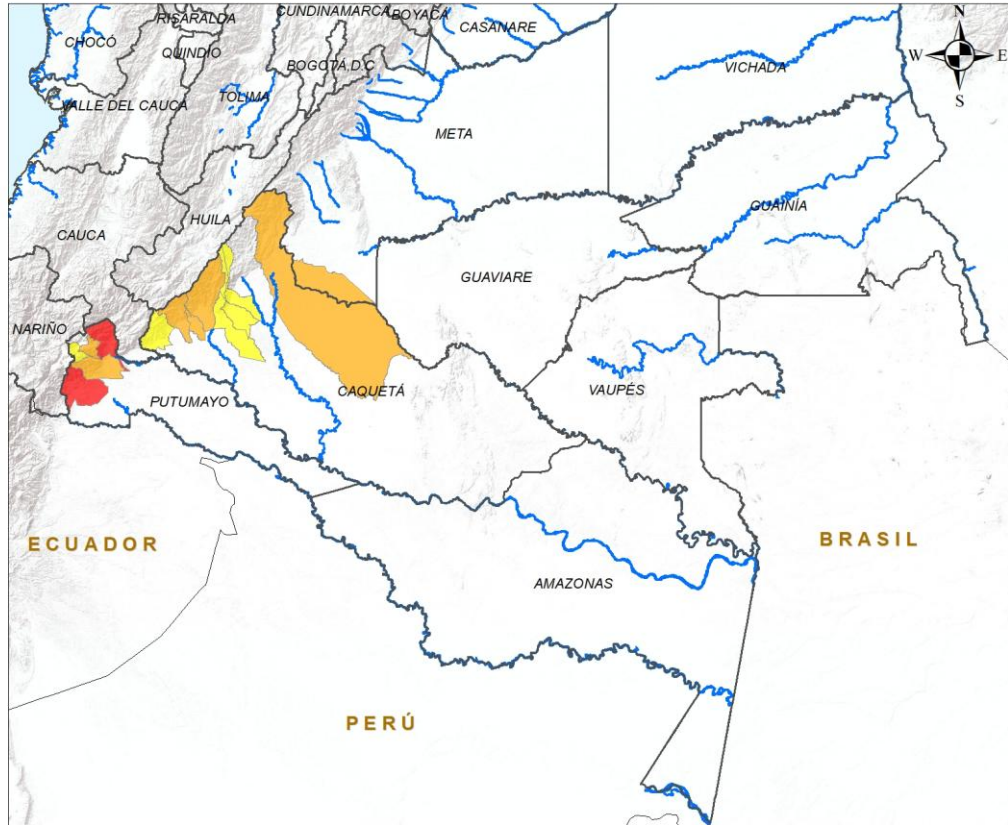 RISARALDA
CUNDINAMARCA
BOYACÁ
CASANARE
N
CHOCÓ
QUINDÍO
BOGOTÁ D.C
W
E
VICHADA
S
VALLE DEL CAUCA
TOLIMA
META
GUAINÍA
HUILA
CAUCA
GUAVIARE
NARIÑO
CAQUETÁ
VAUPÉS
PUTUMAYO
ECUADOR
BRASIL
AMAZONAS
PERÚ